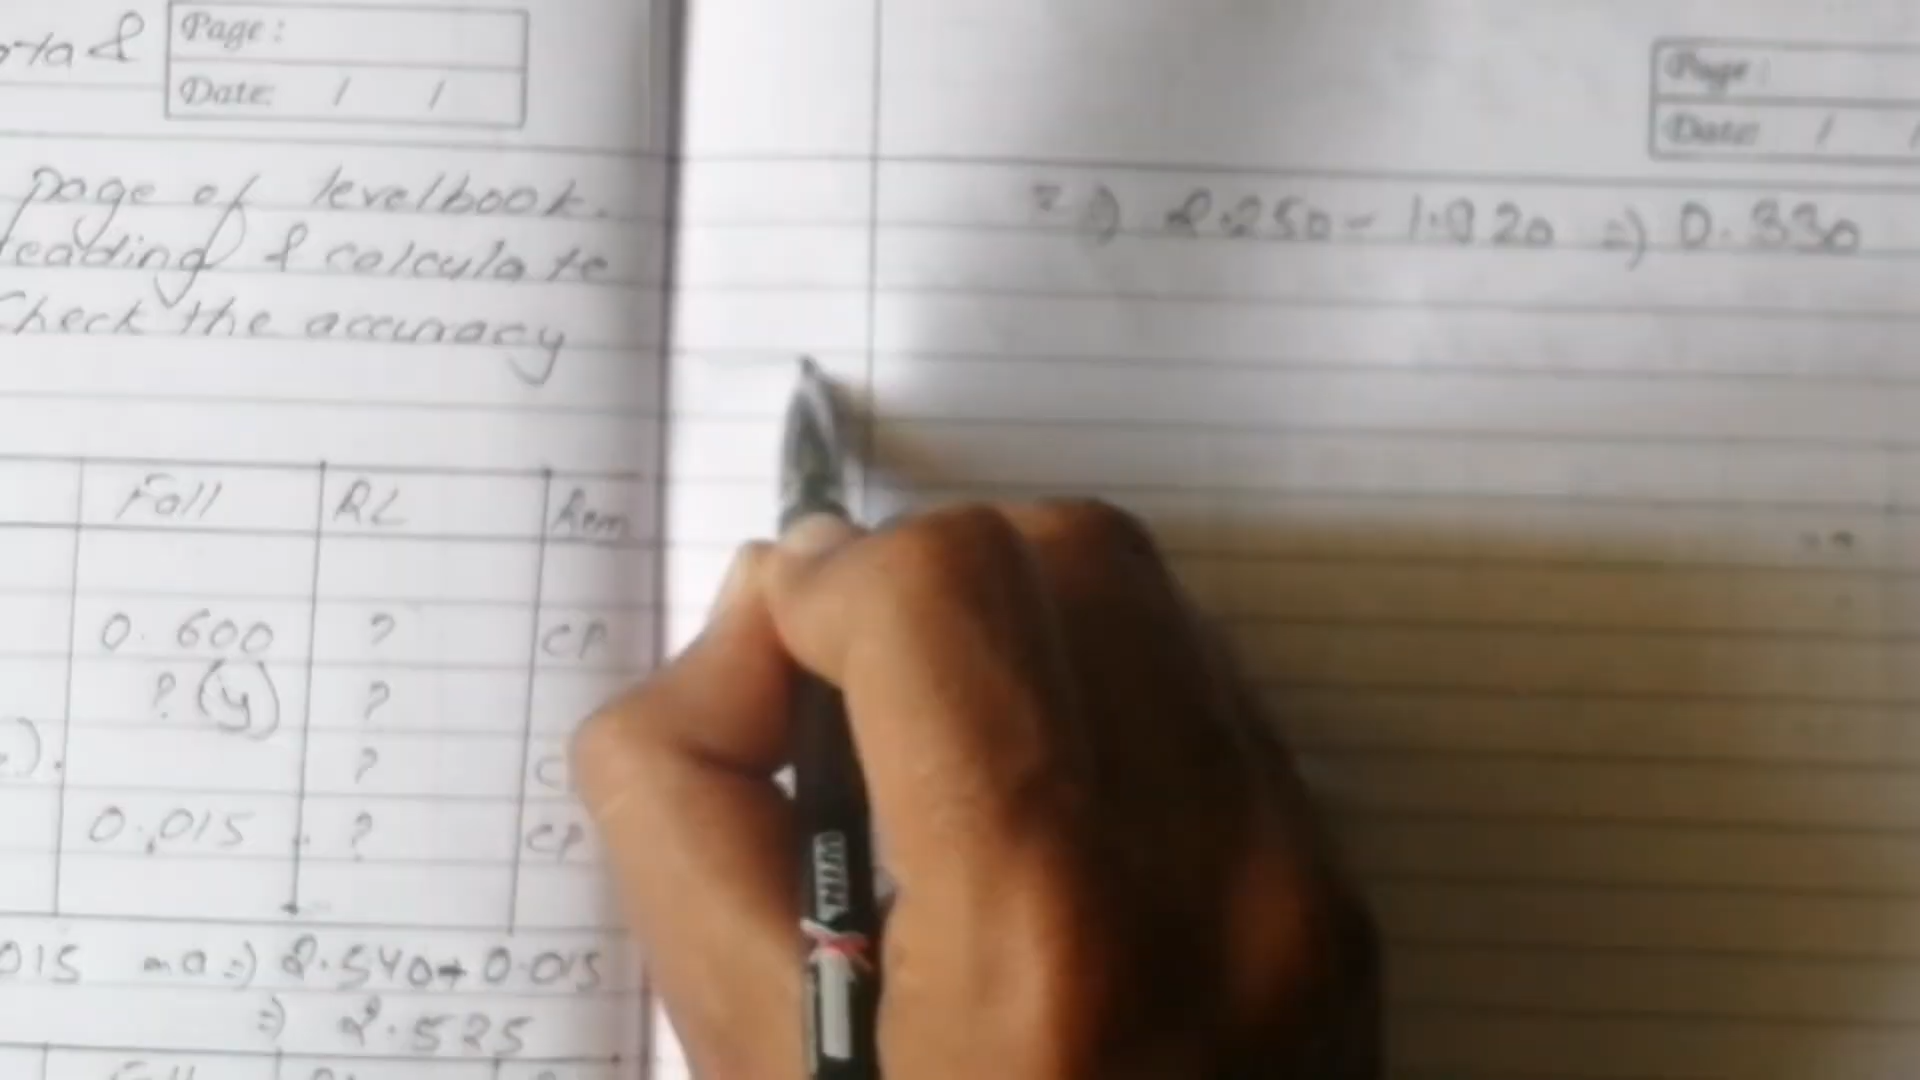 Page:
Date: / /
page of levelbook.
reading & calculate
Check the accuracy
Fall RL Rem
0.600 ? CP
? (y) ?
). ? C
0.015 ? CP
015 a => 2.540 + 0.015
=> 2.525
Page:
Date: / /
=> 2.250 - 1.920 => 0.330